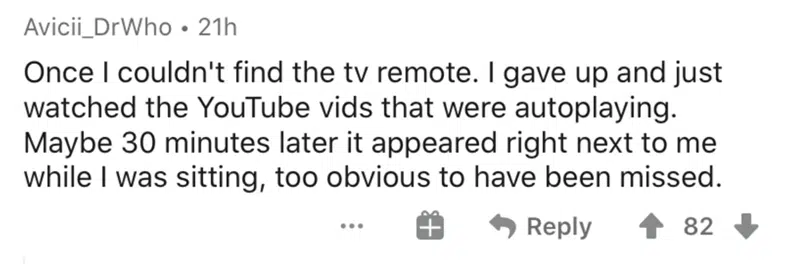 Avicii_DrWho • 21h
Once I couldn't find the tv remote. I gave up and just
watched the YouTube vids that were autoplaying.
Maybe 30 minutes later it appeared right next to me
while I was sitting, too obvious to have been missed.
... Reply 82